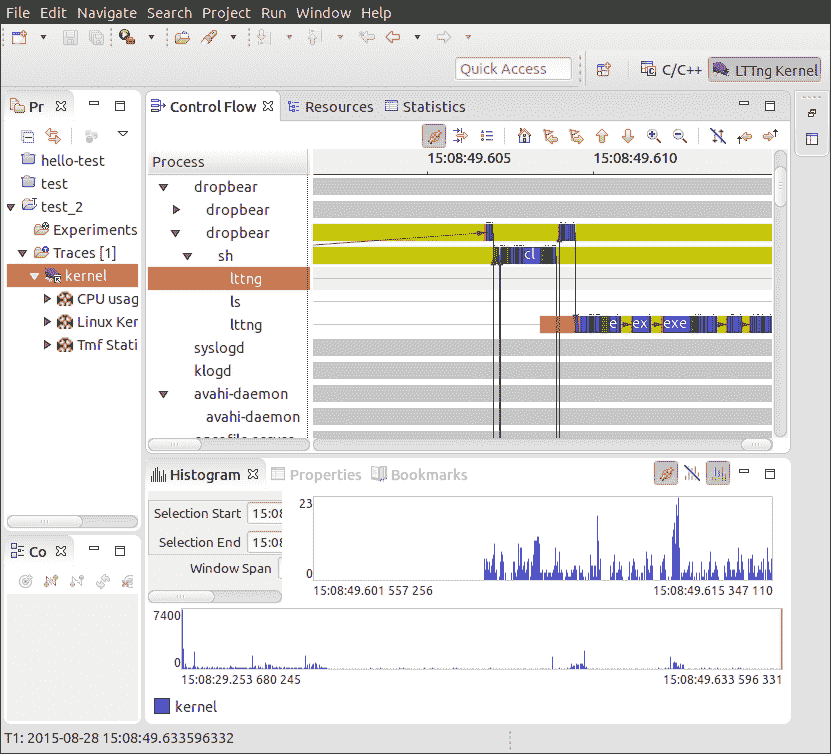 File Edit Navigate Search Project Run Window Help
Quick Access
C/C++
LTTng Kernel
Pr
hello-test
test
test_2
Experiments
Traces [1]
kernel
CPU usag
Linux Ker
Tmf Stati
Co
Control Flow
Resources
Statistics
Process
15:08:49.605
15:08:49.610
dropbear
dropbear
dropbear
sh
cl
lttng
ls
lttng
e
ex
exe
syslogd
klogd
avahi-daemon
avahi-daemon
Histogram
Properties
Bookmarks
Selection Start
15:08
Selection End
15:08
Window Span
23
0
15:08:49.601 557 256
15:08:49.615 347 110
7400
0
15:08:29.253 680 245
15:08:49.633 596 331
kernel
T1: 2015-08-28 15:08:49.633596332